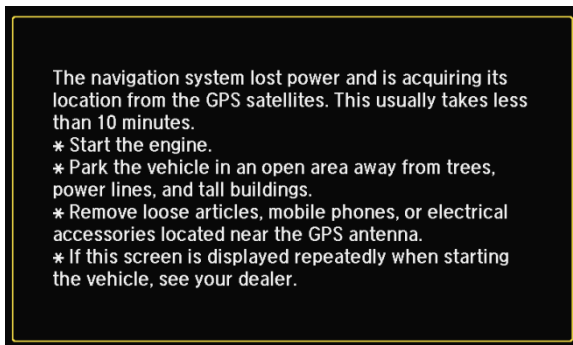 The navigation system lost power and is acquiring its
location from the GPS satellites. This usually takes less
than 10 minutes.
* Start the engine.
* Park the vehicle in an open area away from trees,
power lines, and tall buildings.
* Remove loose articles, mobile phones, or electrical
accessories located near the GPS antenna.
* If this screen is displayed repeatedly when starting
the vehicle, see your dealer.